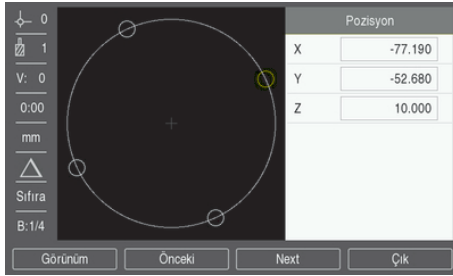 0
1
V: 0
0:00
mm
Sıfıra
B:1/4
Pozisyon
X -77.190
Y -52.680
Z 10.000
Görünüm Önceki Next Çık